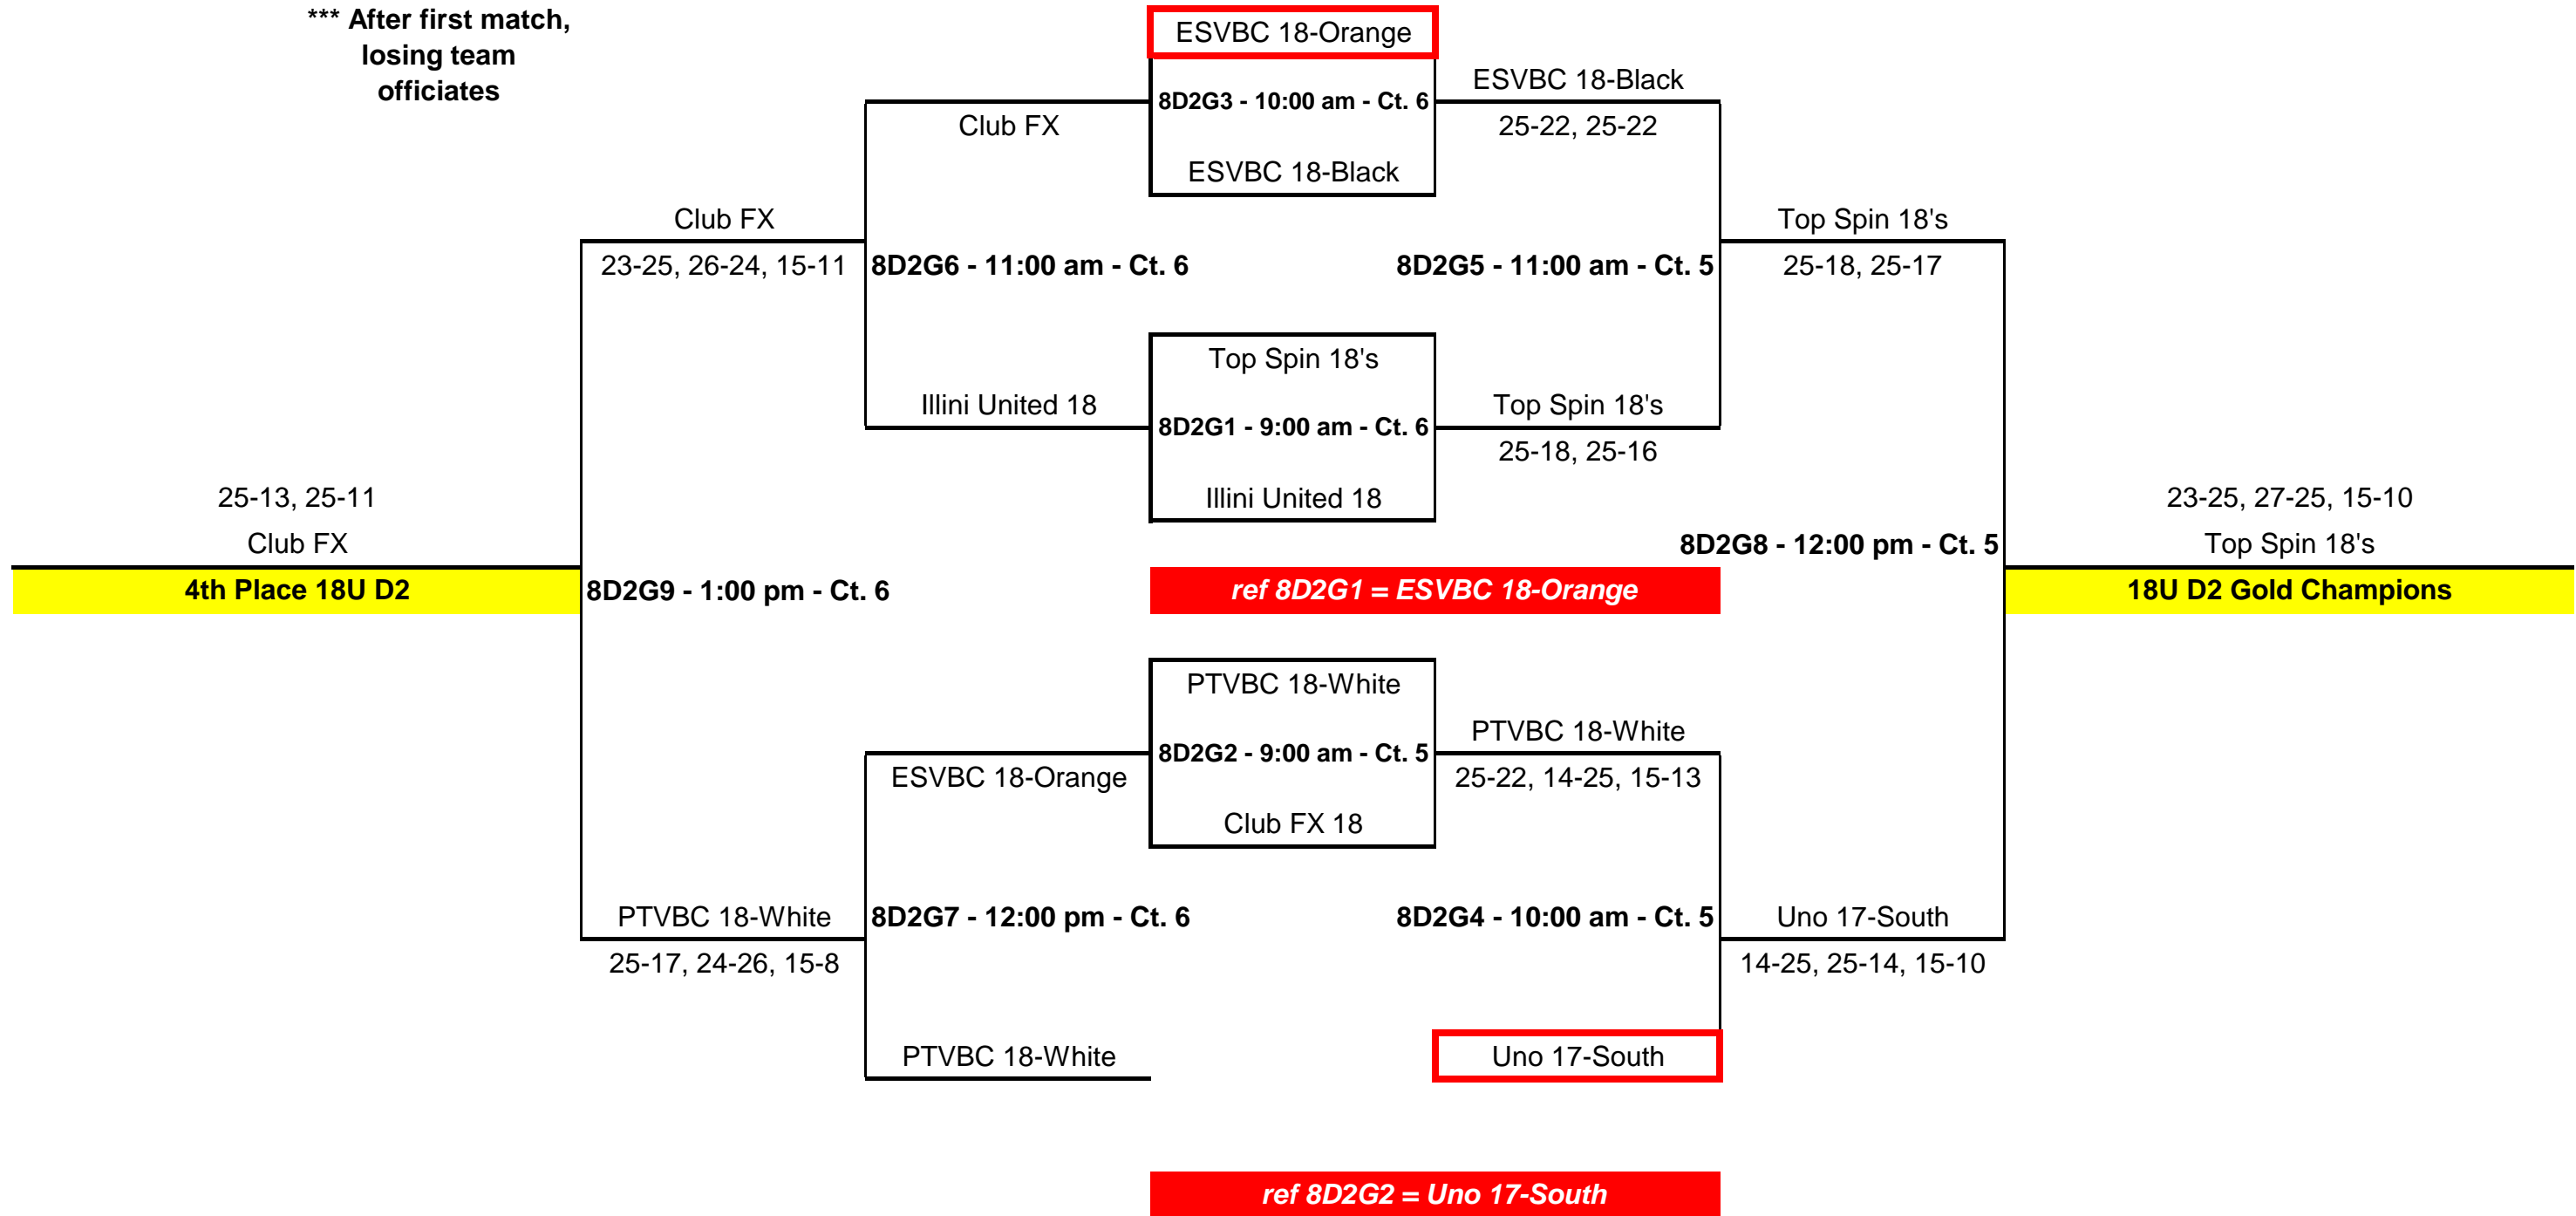 *** After first match,
losing team
officiates
ESVBC 18-Orange
8D2G3 - 10:00 am - Ct. 6
ESVBC 18-Black
ESVBC 18-Black
25-22, 25-22
Club FX
Club FX
23-25, 26-24, 15-11
8D2G6 - 11:00 am - Ct. 6
8D2G5 - 11:00 am - Ct. 5
Top Spin 18's
25-18, 25-17
Top Spin 18's
8D2G1 - 9:00 am - Ct. 6
Illini United 18
Illini United 18
Top Spin 18's
25-18, 25-16
25-13, 25-11
Club FX
4th Place 18U D2
8D2G9 - 1:00 pm - Ct. 6
ref 8D2G1 = ESVBC 18-Orange
8D2G8 - 12:00 pm - Ct. 5
23-25, 27-25, 15-10
Top Spin 18's
18U D2 Gold Champions
PTVBC 18-White
8D2G2 - 9:00 am - Ct. 5
Club FX 18
PTVBC 18-White
25-22, 14-25, 15-13
ESVBC 18-Orange
PTVBC 18-White
25-17, 24-26, 15-8
8D2G7 - 12:00 pm - Ct. 6
8D2G4 - 10:00 am - Ct. 5
Uno 17-South
14-25, 25-14, 15-10
PTVBC 18-White
Uno 17-South
ref 8D2G2 = Uno 17-South